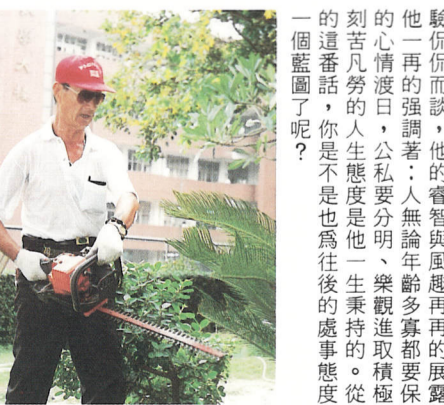 驗侃侃而談，他的睿智與風趣再再的展露
他一再的强調著：人無論年齡多寡都要保
的心情渡日，公私要分明、樂觀進取積極
刻苦凡勞的人生態度是他一生秉持的。從
的這番話，你是不是也爲往後的處事態度
一個藍圖了呢？